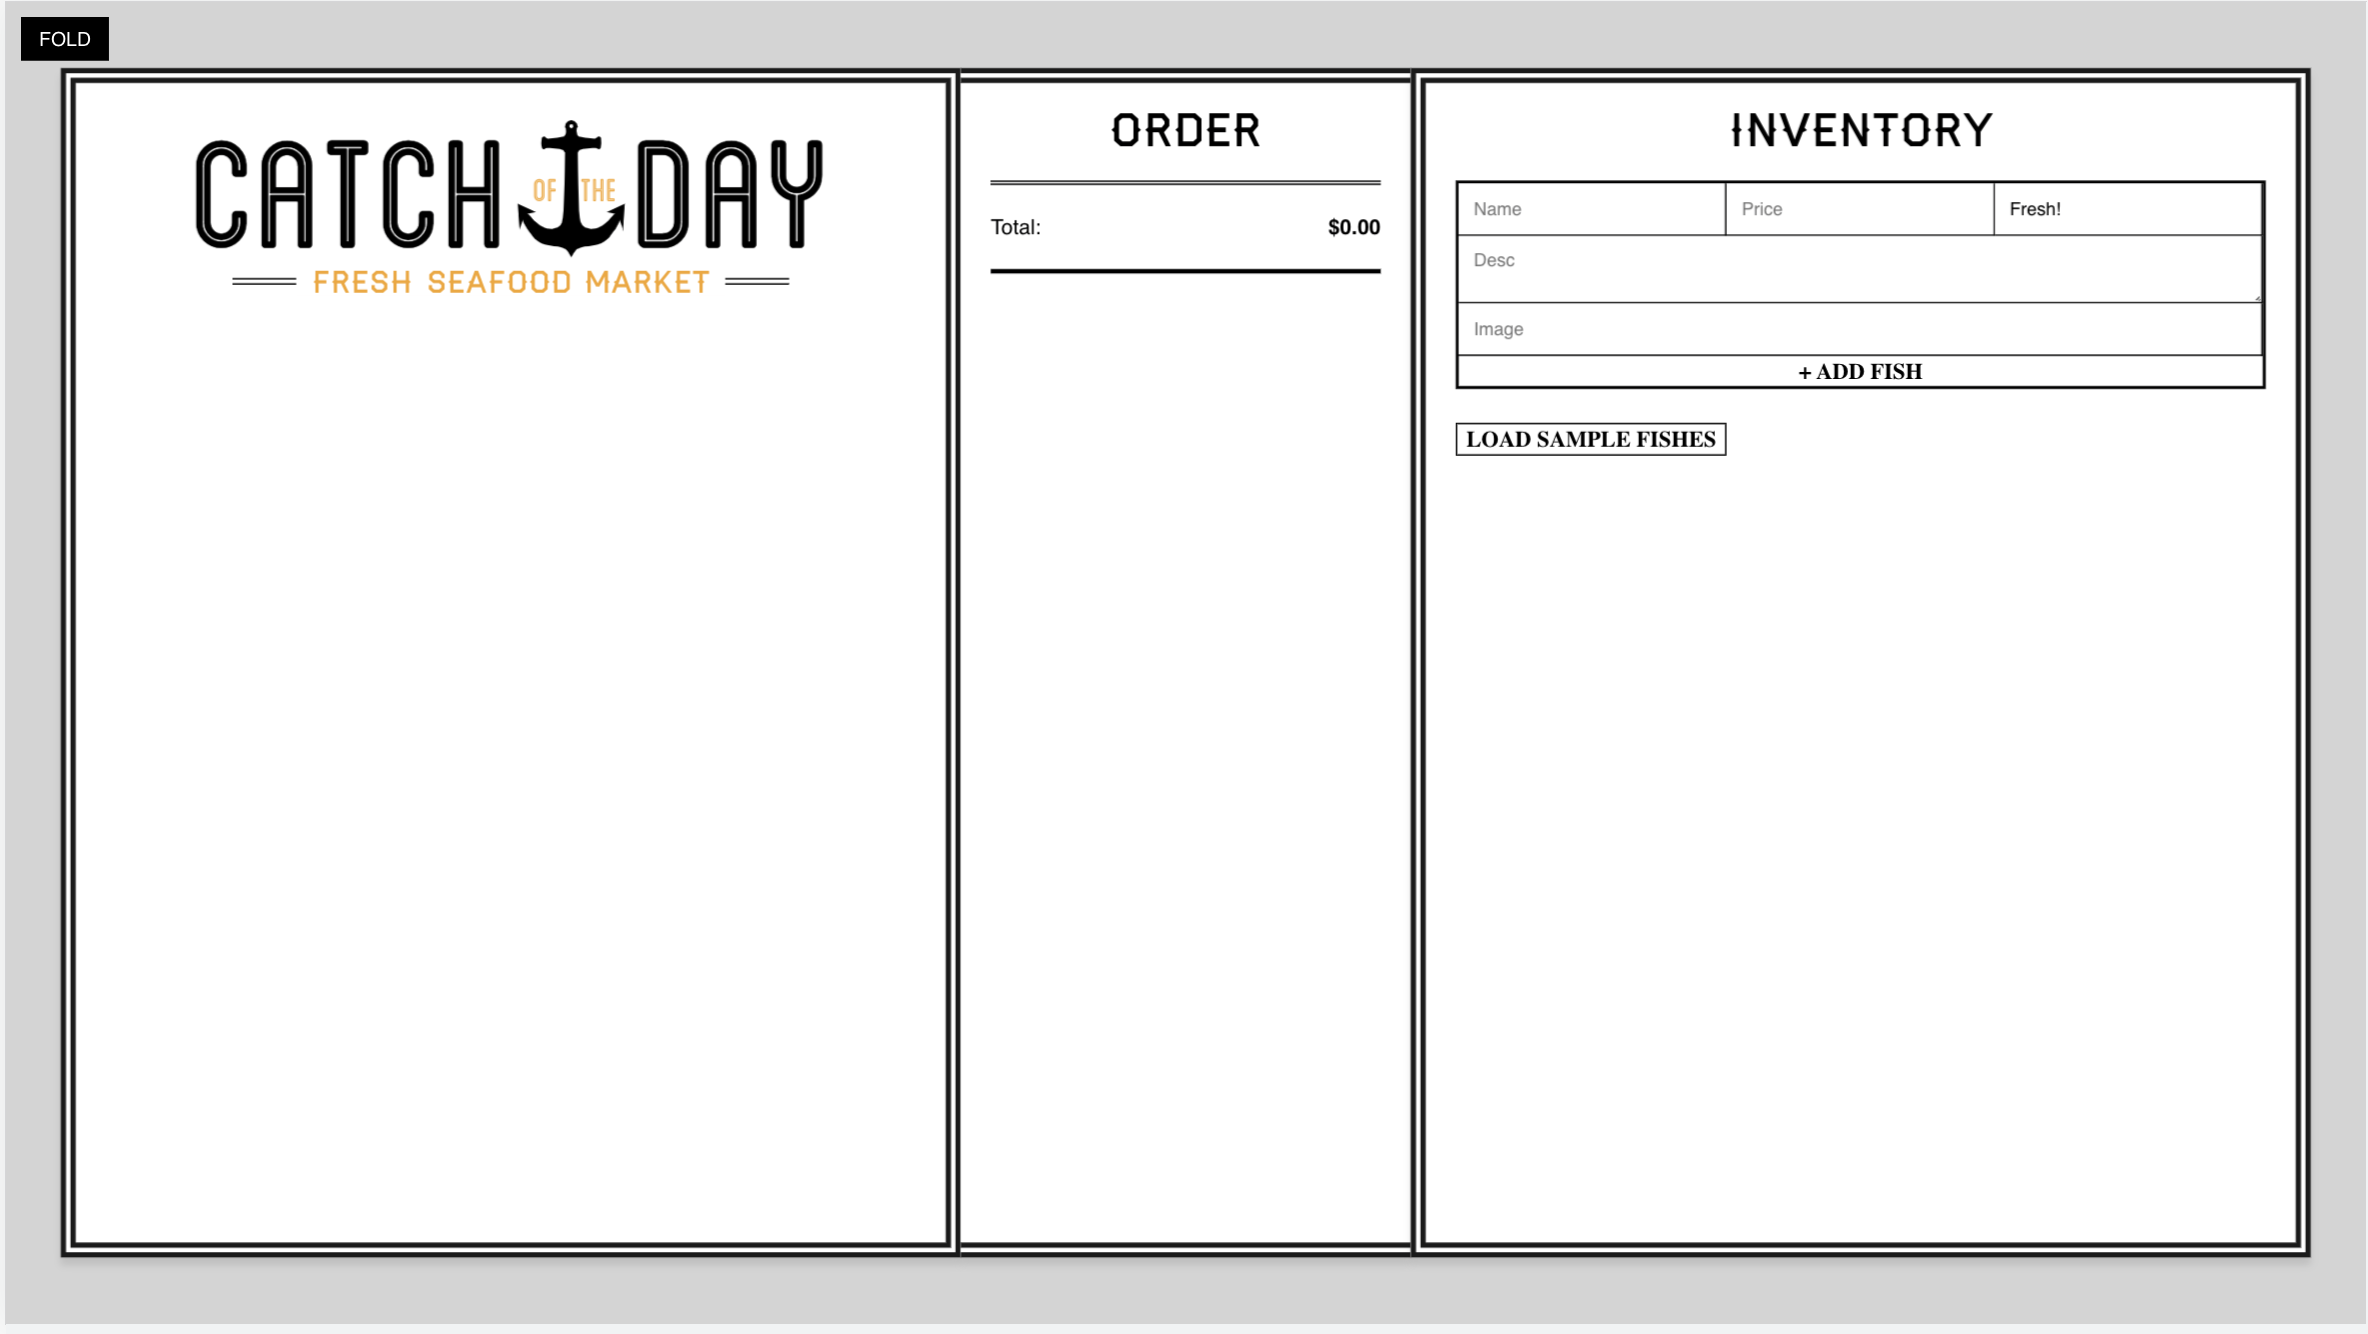 FOLD
CATCH OF THE DAY
FRESH SEAFOOD MARKET
ORDER
Total: $0.00
INVENTORY
Name Price Fresh!
Desc
Image
+ ADD FISH
LOAD SAMPLE FISHES